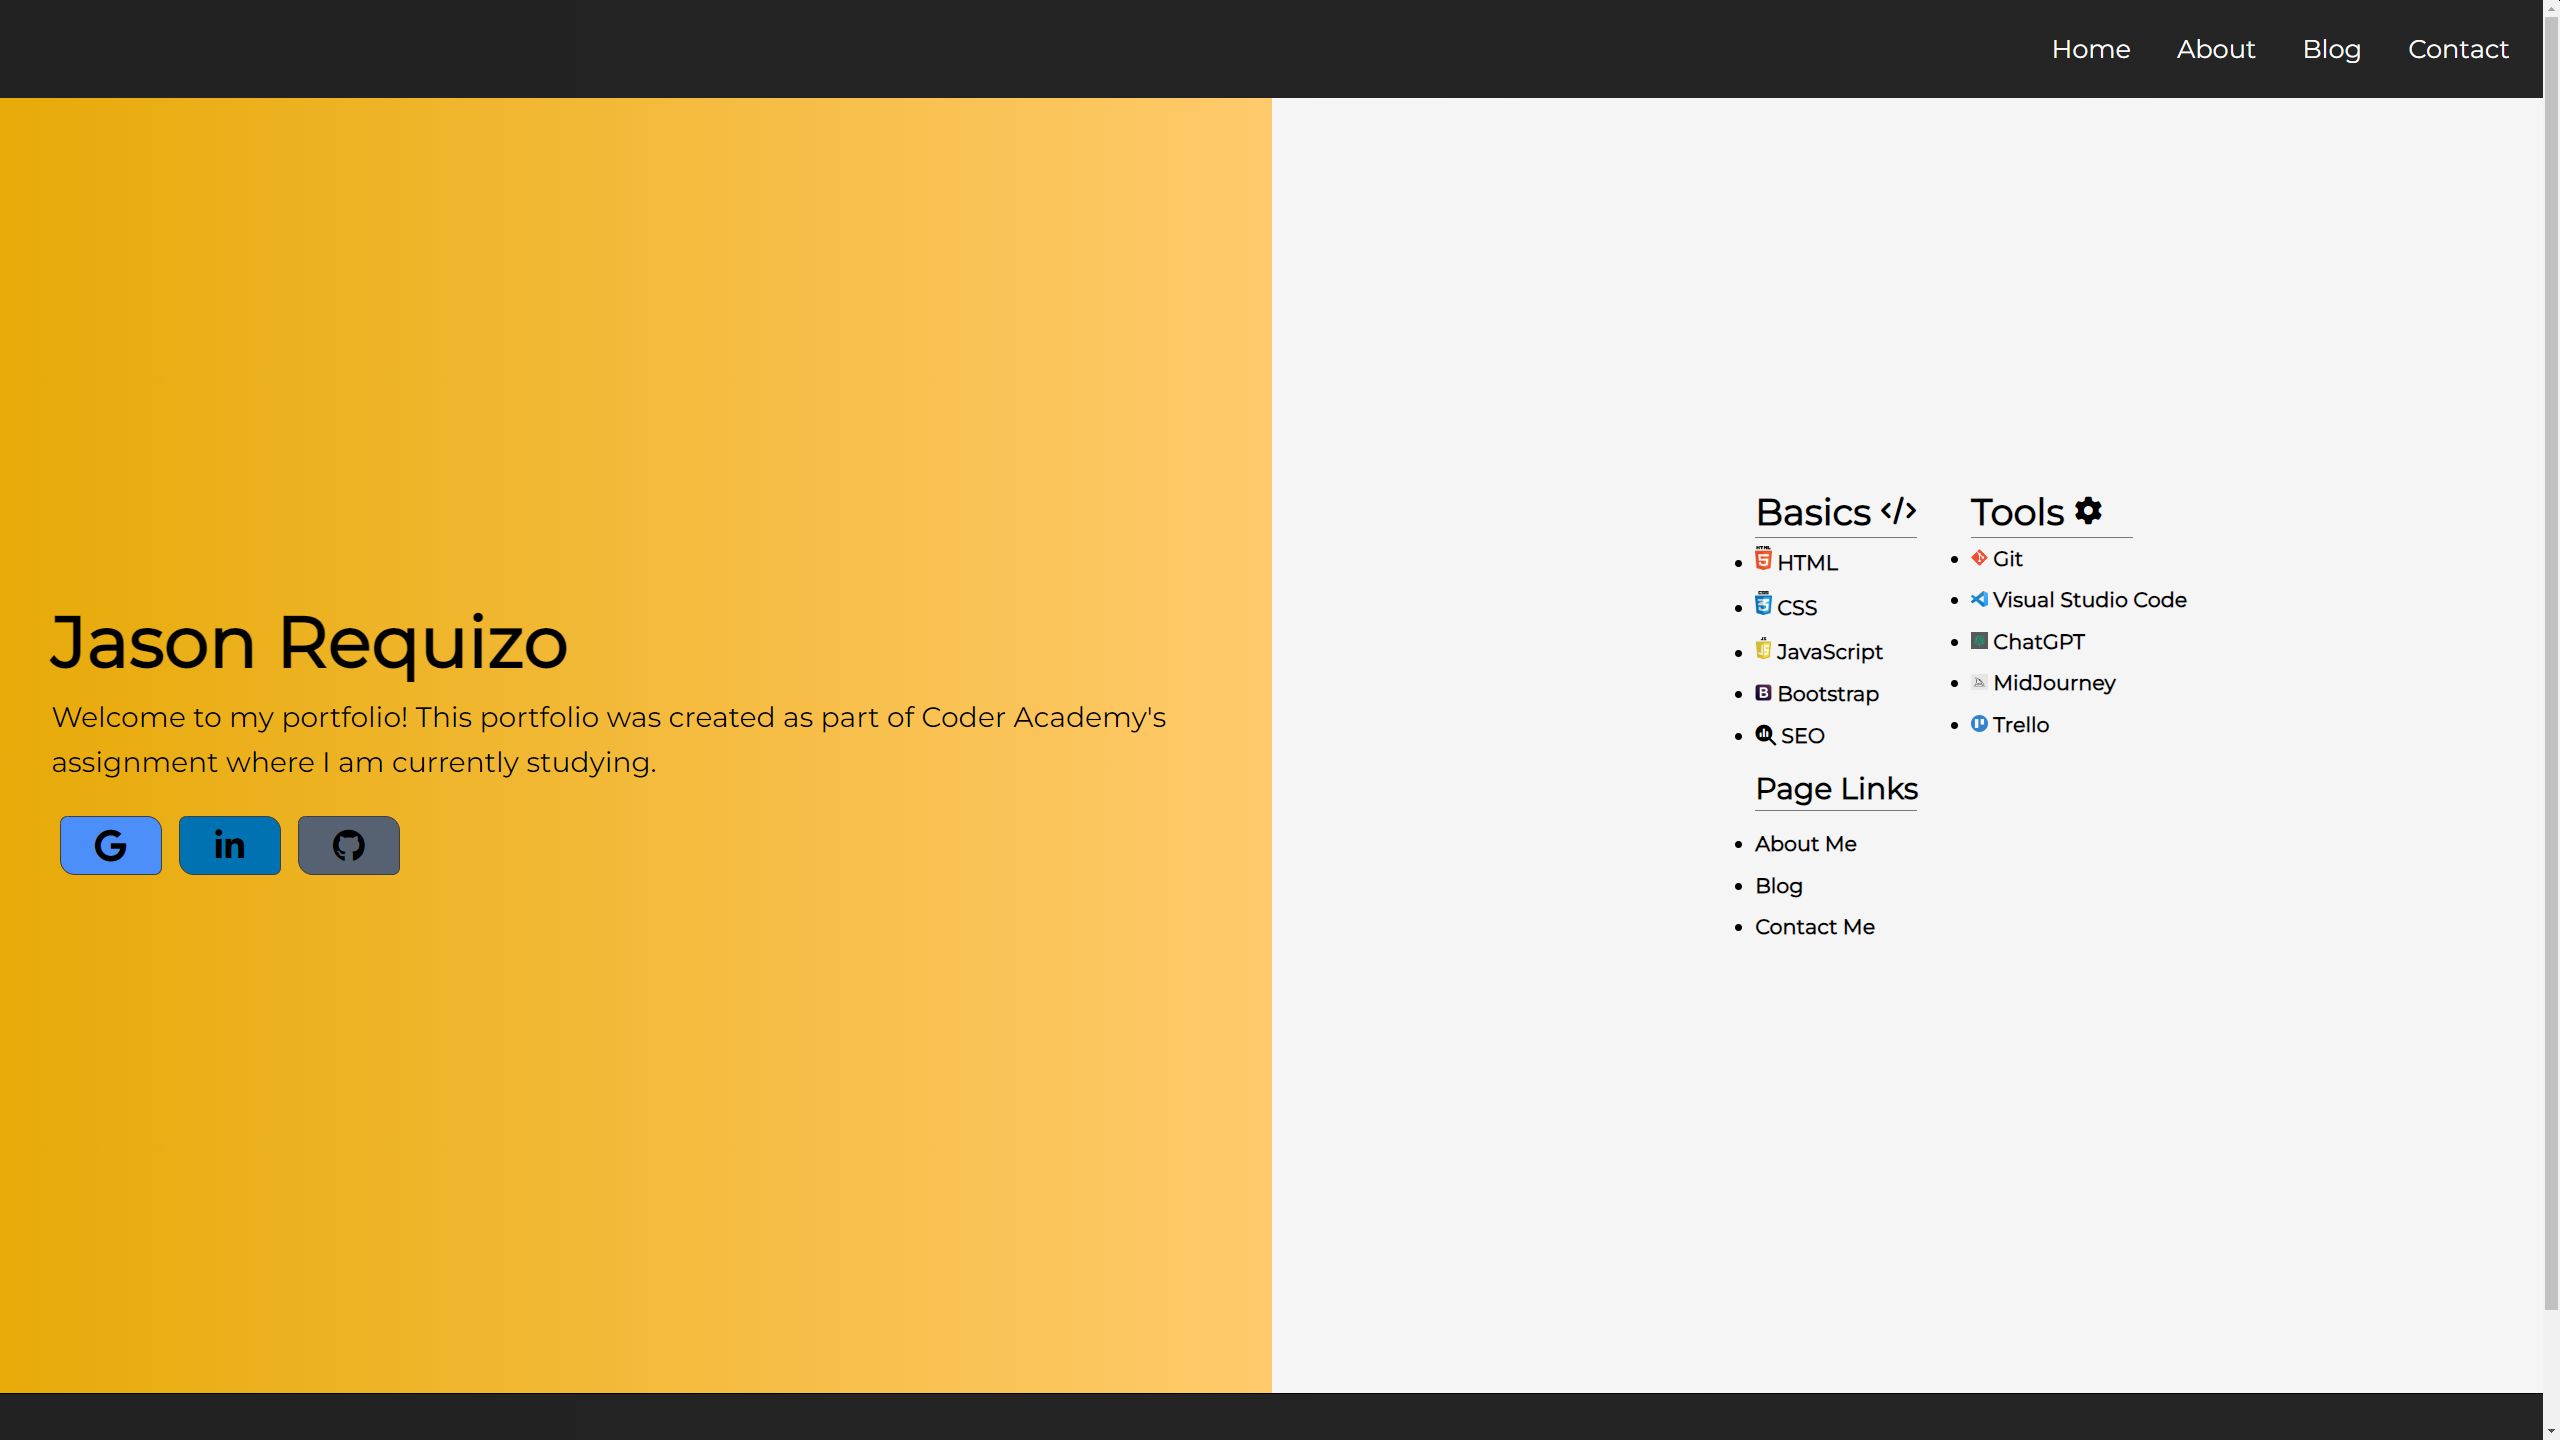 Home About Blog Contact
Jason Requizo
Welcome to my portfolio! This portfolio was created as part of Coder Academy's
assignment where I am currently studying.
Basics </>
HTML
CSS
JavaScript
Bootstrap
SEO
Tools
Git
Visual Studio Code
ChatGPT
MidJourney
Trello
Page Links
About Me
Blog
Contact Me